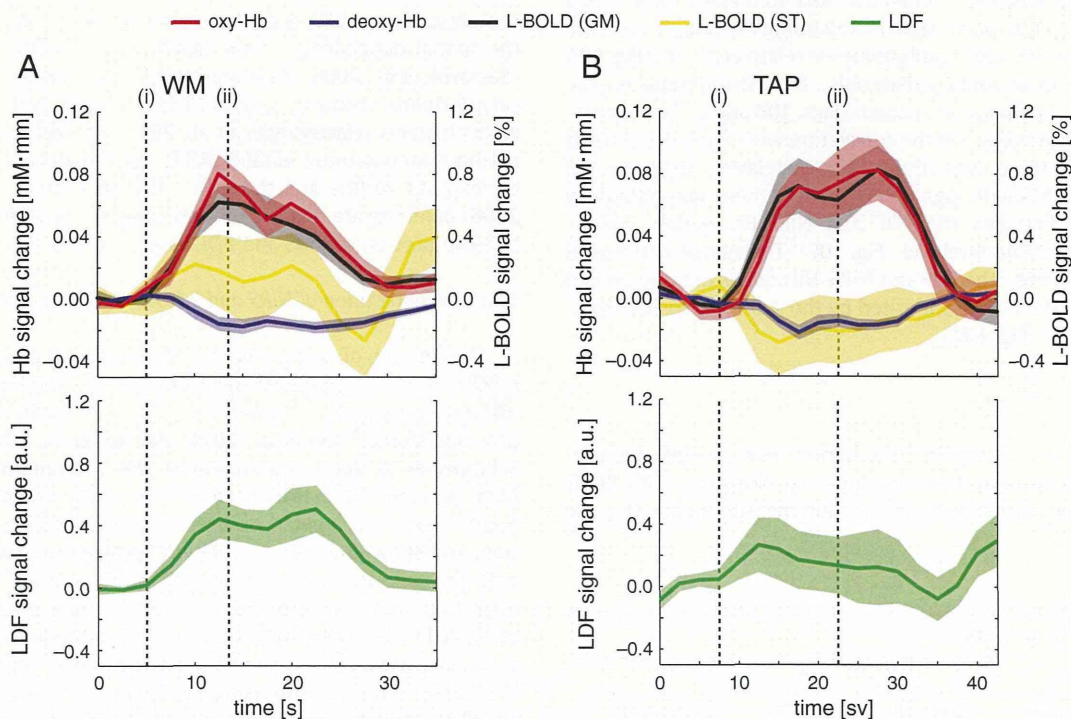 oxy-Hb deoxy-Hb L-BOLD (GM) L-BOLD (ST) LDF
A WM
(i) (ii)
Hb signal change [mM·mm]
0.12
0.08
0.04
0.00
−0.04
L-BOLD signal change [%]
1.2
0.8
0.4
0.0
−0.4
B TAP
(i) (ii)
Hb signal change [mM·mm]
0.12
0.08
0.04
0.00
−0.04
L-BOLD signal change [%]
1.2
0.8
0.4
0.0
−0.4
LDF signal change [a.u.]
1.2
0.8
0.4
0.0
−0.4
0 10 20 30
time [s]
LDF signal change [a.u.]
1.2
0.8
0.4
0.0
−0.4
0 10 20 30 40
time [sv]